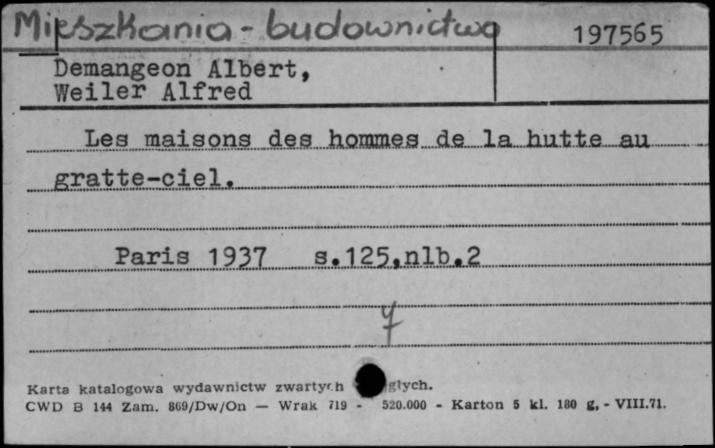 Mieszkania - budownictwo 197565
Demangeon Albert,
Weiler Alfred
Les maisons des hommes de la hutte au
gratte-ciel.
Paris 1937 s.125,nlb.2
Karta katalogowa wydawnictw zwartych
CWD B 144 Zam. 869/Dw/On — Wrak 719 - 520.000 - Karton 5 kl. 180 g, - VIII.71.